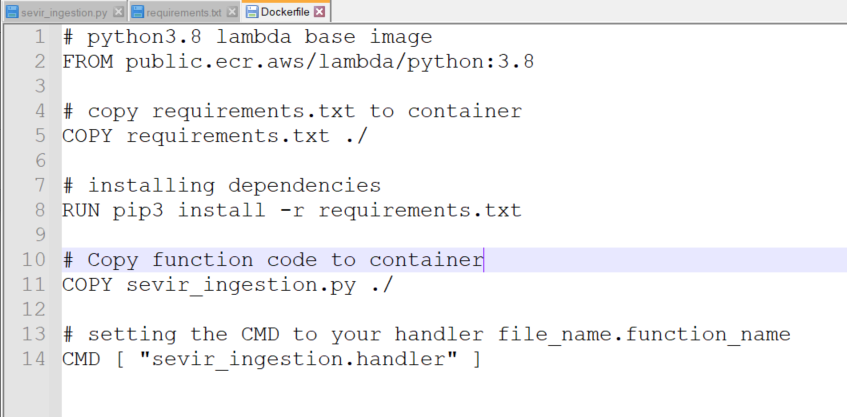 sevir_ingestion.py requirements.txt Dockerfile
1 # python3.8 lambda base image
2 FROM public.ecr.aws/lambda/python:3.8
3
4 # copy requirements.txt to container
5 COPY requirements.txt ./
6
7 # installing dependencies
8 RUN pip3 install -r requirements.txt
9
10 # Copy function code to container
11 COPY sevir_ingestion.py ./
12
13 # setting the CMD to your handler file_name.function_name
14 CMD [ "sevir_ingestion.handler" ]